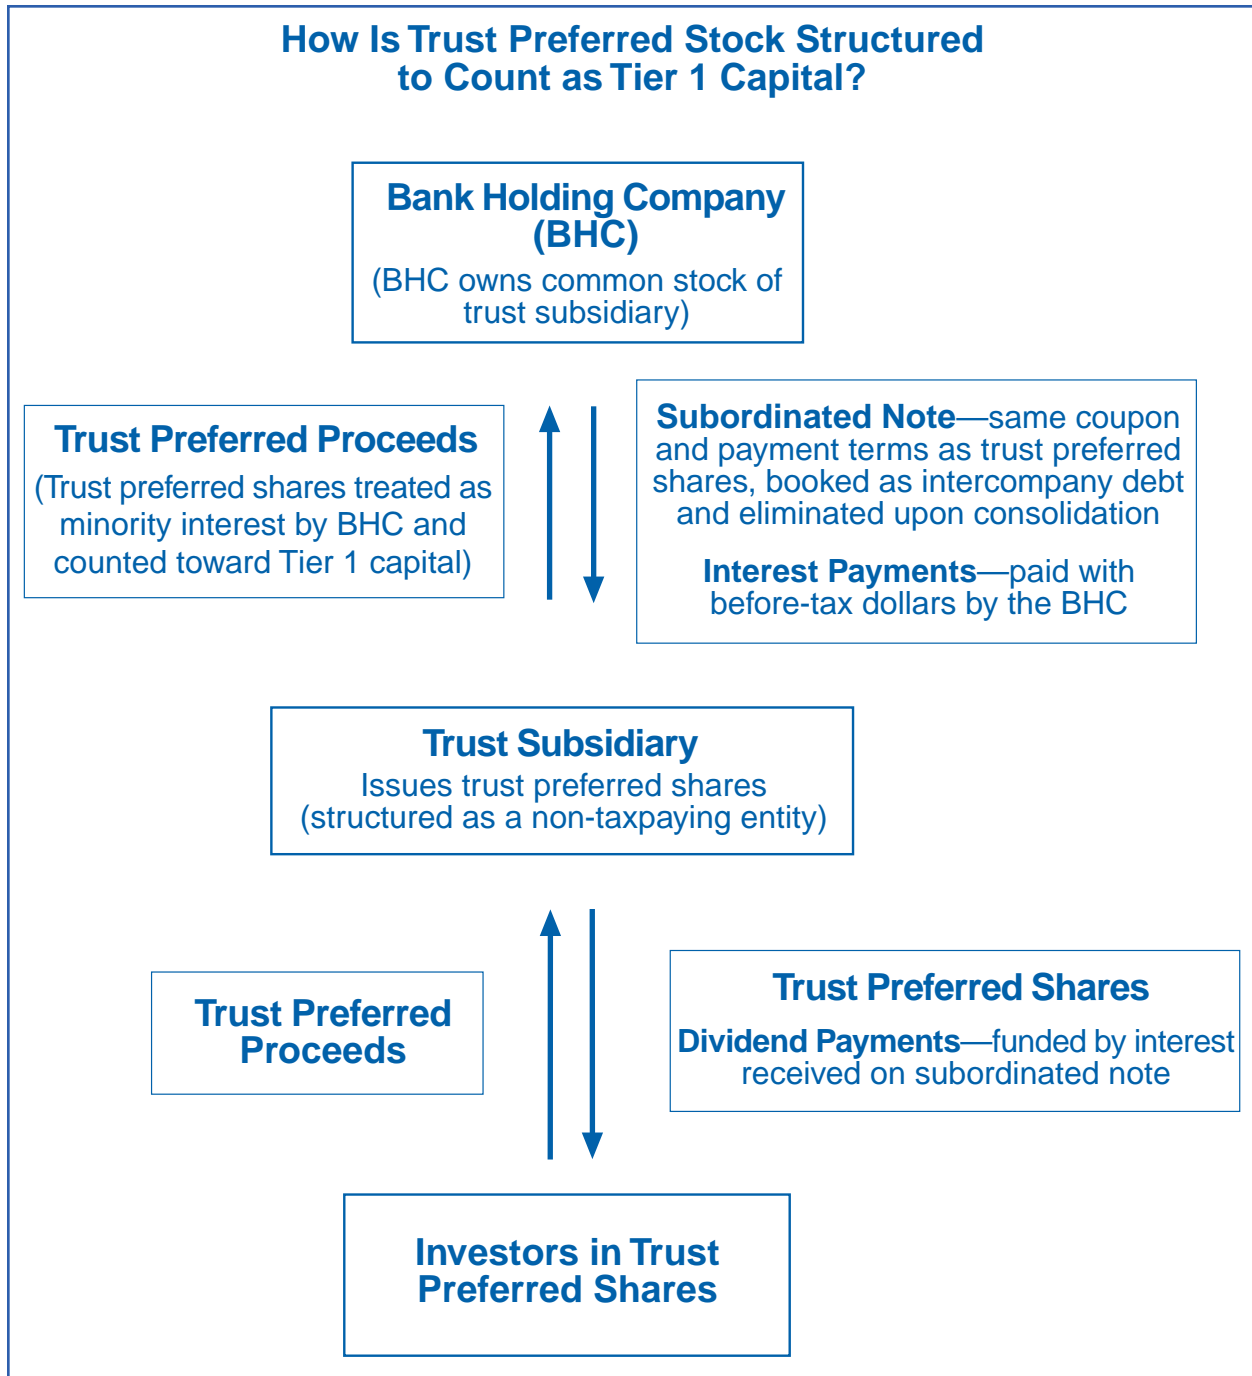 How Is Trust Preferred Stock Structured
to Count as Tier 1 Capital?
Bank Holding Company
(BHC)
(BHC owns common stock of
trust subsidiary)
Trust Preferred Proceeds
(Trust preferred shares treated as
minority interest by BHC and
counted toward Tier 1 capital)
Subordinated Note—same coupon
and payment terms as trust preferred
shares, booked as intercompany debt
and eliminated upon consolidation
Interest Payments—paid with
before-tax dollars by the BHC
Trust Subsidiary
Issues trust preferred shares
(structured as a non-taxpaying entity)
Trust Preferred
Proceeds
Trust Preferred Shares
Dividend Payments—funded by interest
received on subordinated note
Investors in Trust
Preferred Shares